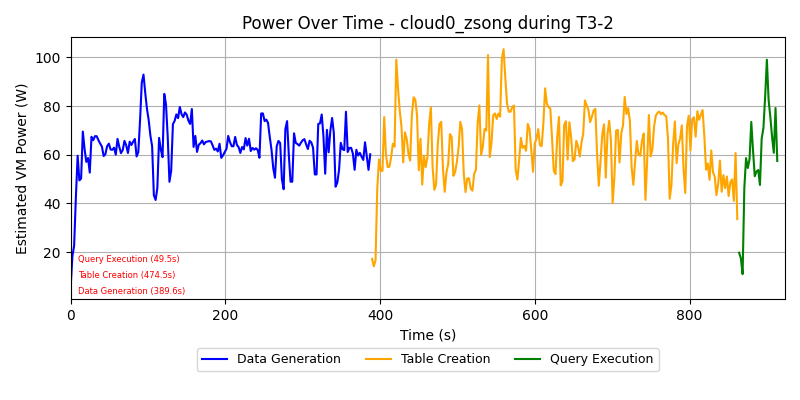 Power Over Time - cloud0_zsong during T3-2
Estimated VM Power (W)
100
80
60
40
20
Query Execution (49.5s)
Table Creation (474.5s)
Data Generation (389.6s)
0 200 400 600 800
Time (s)
Data Generation Table Creation Query Execution